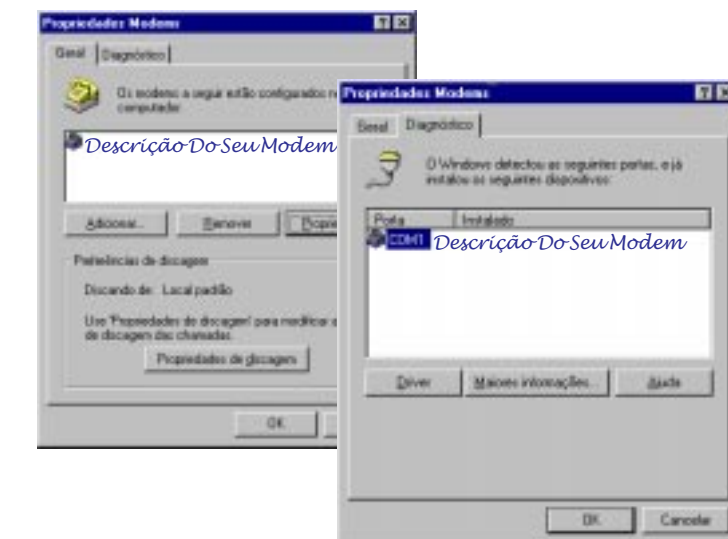 Propriedades Modems
Geral
Diagnóstico
Os modems a seguir estão configurados
computador
Descrição Do Seu Modem
Adicionar...
Remover
Preferências de discagem
Discando de: Local padrão
Use 'Propriedades de discagem' para modificar
de discagem das chamadas.
Propriedades de discagem
OK
Propriedades Modems
Geral
Diagnóstico
O Windows detectou as seguintes portas, e já
instalou os seguintes dispositivos:
Porta
Instalado
COM1 Descrição Do Seu Modem
Driver
Maiores informações...
Ajuda
OK
Cancelar